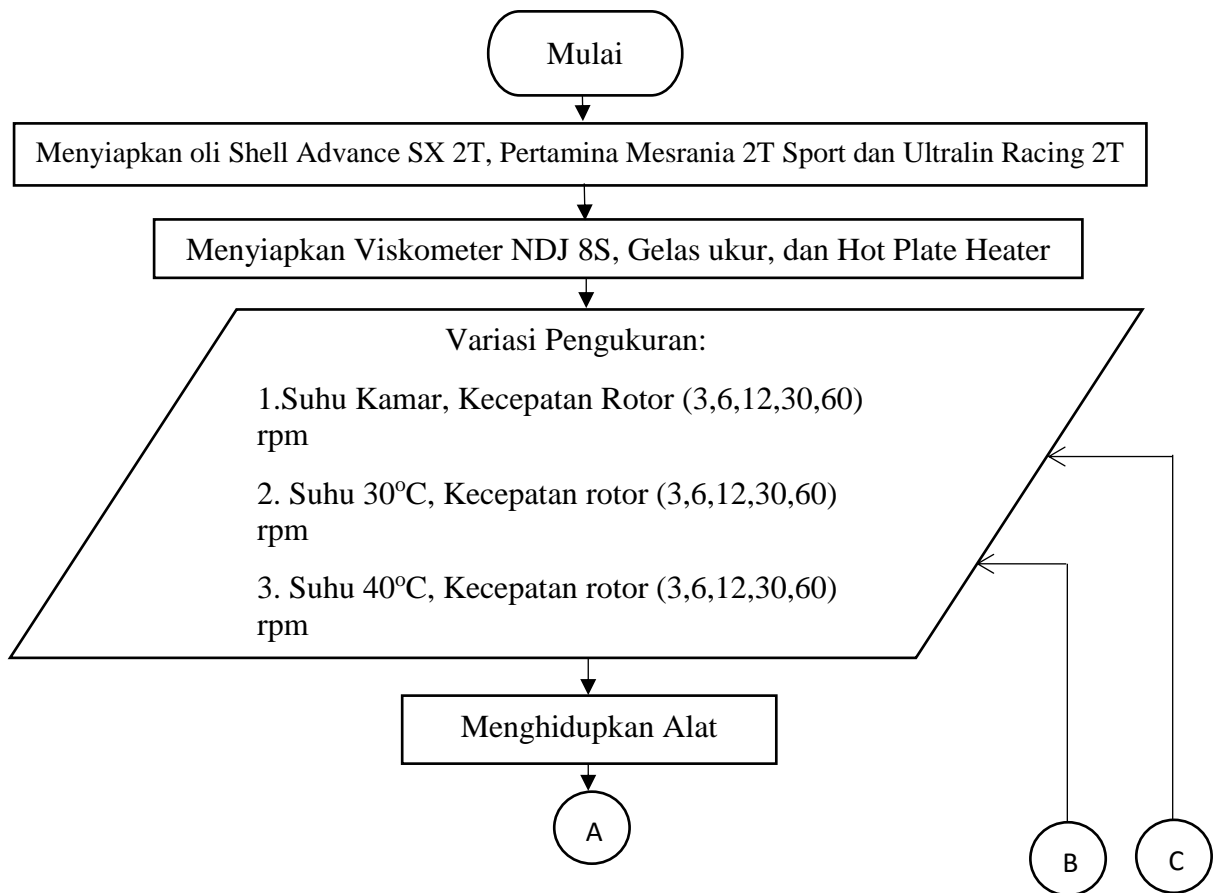 Mulai
Menyiapkan oli Shell Advance SX 2T, Pertamina Mesrania 2T Sport dan Ultralin Racing 2T
Menyiapkan Viskometer NDJ 8S, Gelas ukur, dan Hot Plate Heater
Variasi Pengukuran:
1.Suhu Kamar, Kecepatan Rotor (3,6,12,30,60)
rpm
2. Suhu 30°C, Kecepatan rotor (3,6,12,30,60)
rpm
3. Suhu 40°C, Kecepatan rotor (3,6,12,30,60)
rpm
Menghidupkan Alat
A
B
C